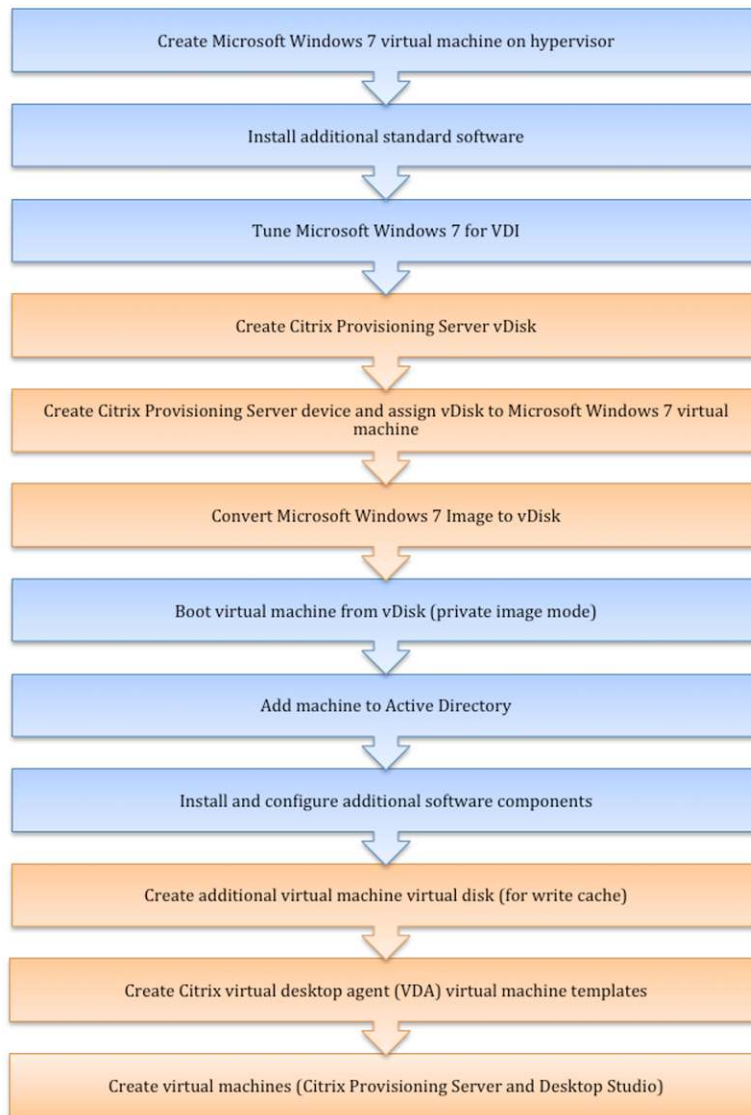 Create Microsoft Windows 7 virtual machine on hypervisor
Install additional standard software
Tune Microsoft Windows 7 for VDI
Create Citrix Provisioning Server vDisk
Create Citrix Provisioning Server device and assign vDisk to Microsoft Windows 7 virtual
machine
Convert Microsoft Windows 7 Image to vDisk
Boot virtual machine from vDisk (private image mode)
Add machine to Active Directory
Install and configure additional software components
Create additional virtual machine virtual disk (for write cache)
Create Citrix virtual desktop agent (VDA) virtual machine templates
Create virtual machines (Citrix Provisioning Server and Desktop Studio)